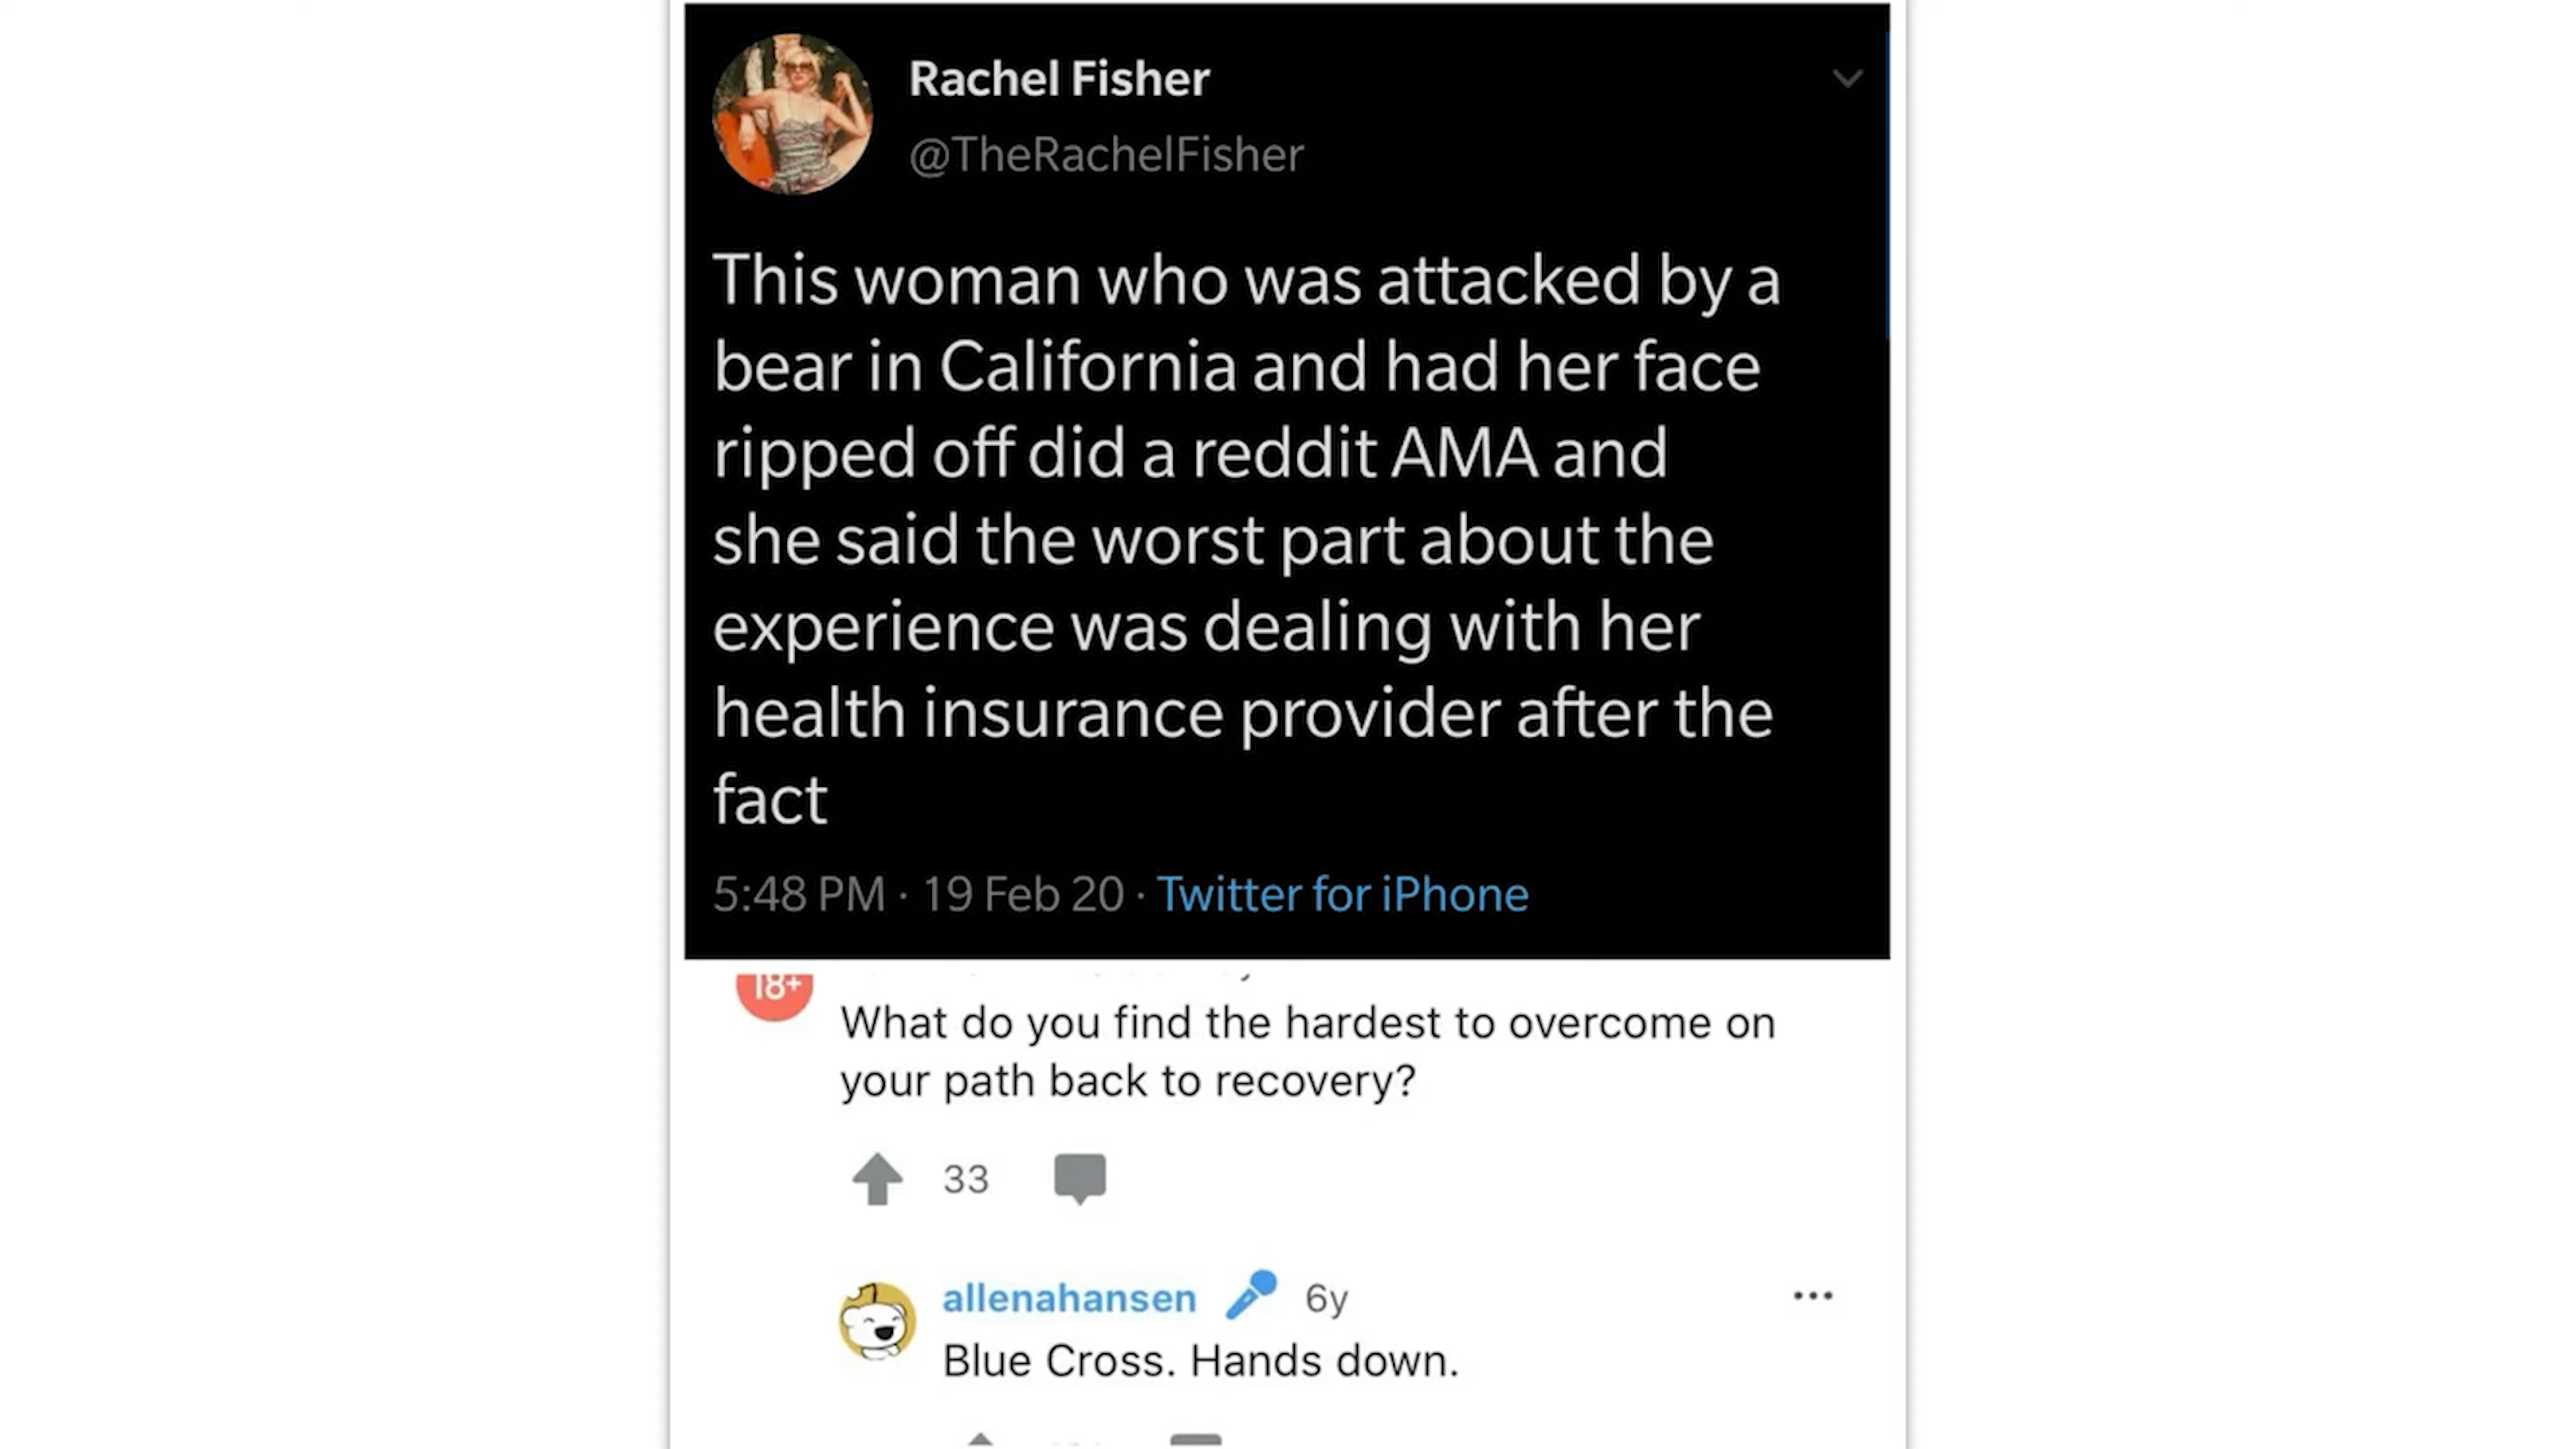 Rachel Fisher
@TheRachelFisher
This woman who was attacked by a
bear in California and had her face
ripped off did a reddit AMA and
she said the worst part about the
experience was dealing with her
health insurance provider after the
fact
5:48 PM · 19 Feb 20 · Twitter for iPhone
18+
What do you find the hardest to overcome on
your path back to recovery?
33
allenahansen 6y
Blue Cross. Hands down.